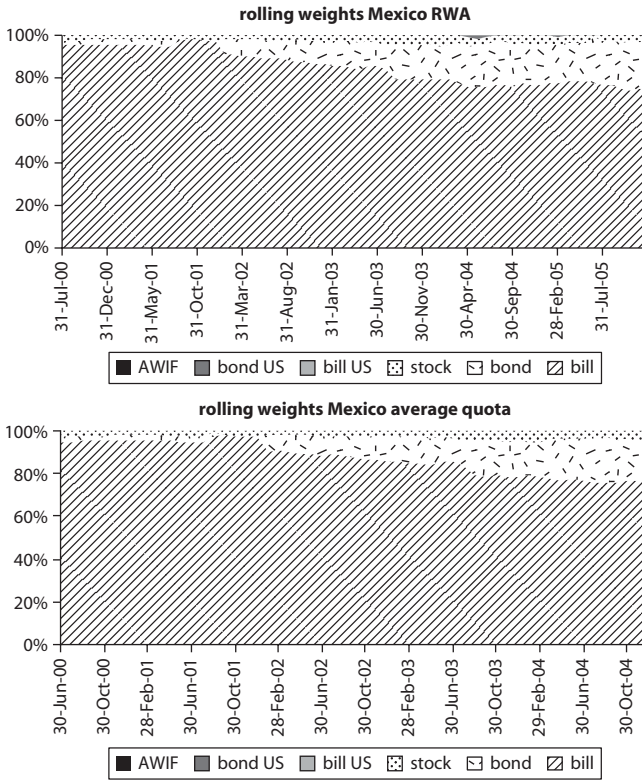 rolling weights Mexico RWA
100%
80%
60%
40%
20%
0%
31-Jul-00
31-Dec-00
31-May-01
31-Oct-01
31-Mar-02
31-Aug-02
31-Jan-03
30-Jun-03
30-Nov-03
30-Apr-04
30-Sep-04
28-Feb-05
31-Jul-05
AWIF bond US bill US stock bond bill
rolling weights Mexico average quota
100%
80%
60%
40%
20%
0%
30-Jun-00
30-Oct-00
28-Feb-01
30-Jun-01
30-Oct-01
28-Feb-02
30-Jun-02
30-Oct-02
28-Feb-03
30-Jun-03
30-Oct-03
29-Feb-04
30-Jun-04
30-Oct-04
AWIF bond US bill US stock bond bill